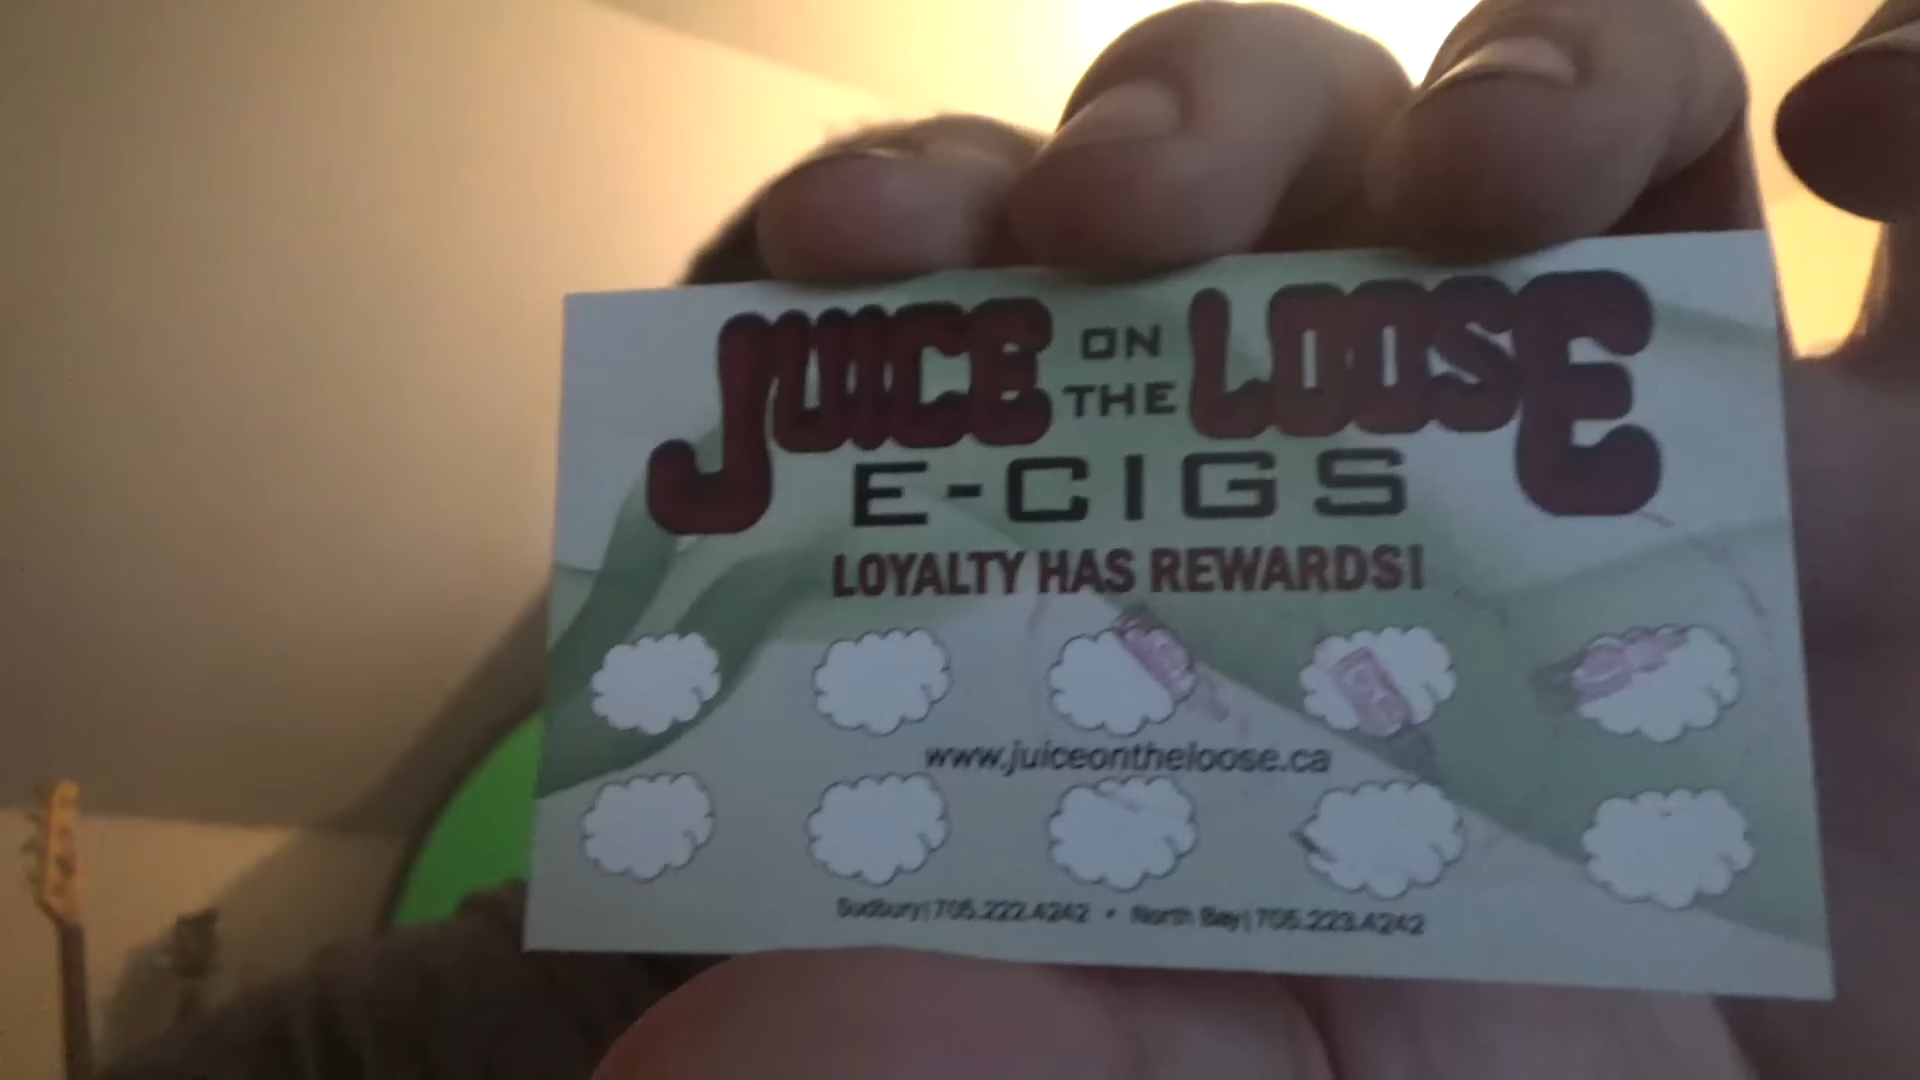 JUICE ON THE LOOSE
E-CIGS
LOYALTY HAS REWARDS!
www.juiceontheloose.ca
Sudbury|705.222.4242 • North Bay|705.223.4242